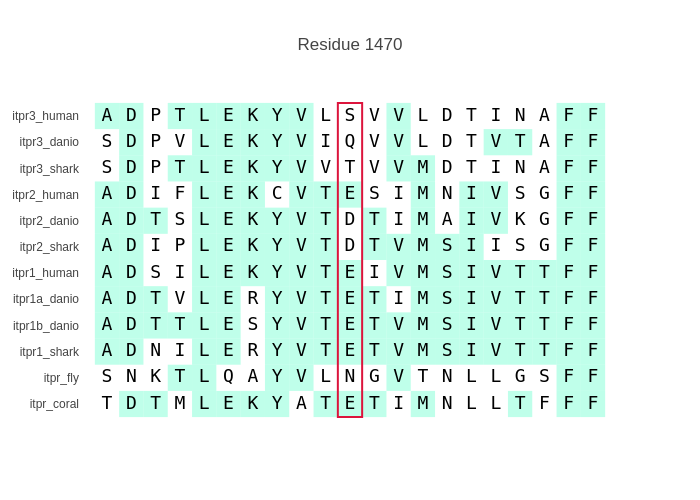 Residue 1470
itpr3_human A D P T L E K Y V L S V V L D T I N A F F
itpr3_danio S D P V L E K Y V I Q V V L D T V T A F F
itpr3_shark S D P T L E K Y V V T V V M D T I N A F F
itpr2_human A D I F L E K C V T E S I M N I V S G F F
itpr2_danio A D T S L E K Y V T D T I M A I V K G F F
itpr2_shark A D I P L E K Y V T D T V M S I I S G F F
itpr1_human A D S I L E K Y V T E I V M S I V T T F F
itpr1a_danio A D T V L E R Y V T E T I M S I V T T F F
itpr1b_danio A D T T L E S Y V T E T V M S I V T T F F
itpr1_shark A D N I L E R Y V T E T V M S I V T T F F
itpr_fly S N K T L Q A Y V L N G V T N L L G S F F
itpr_coral T D T M L E K Y A T E T I M N L L T F F F